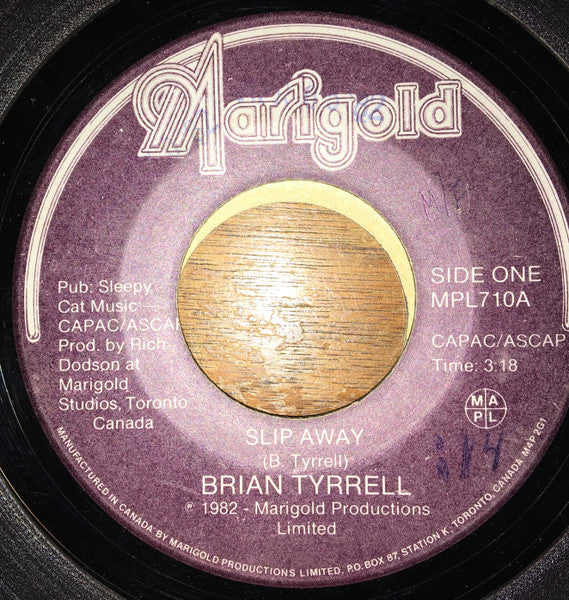 Marigold
Pub: Sleepy
Cat Music
CAPAC/ASCAP
Prod. by Rich
Dodson at
Marigold
Studios, Toronto
Canada
SIDE ONE
MPL710A
CAPAC/ASCAP
Time: 3:18
M A
P L
SLIP AWAY
(B. Tyrrell)
BRIAN TYRRELL
℗ 1982 - Marigold Productions
Limited
MANUFACTURED IN CANADA BY MARIGOLD PRODUCTIONS LIMITED, P.O. BOX 87, STATION K, TORONTO, CANADA M4P 2G1